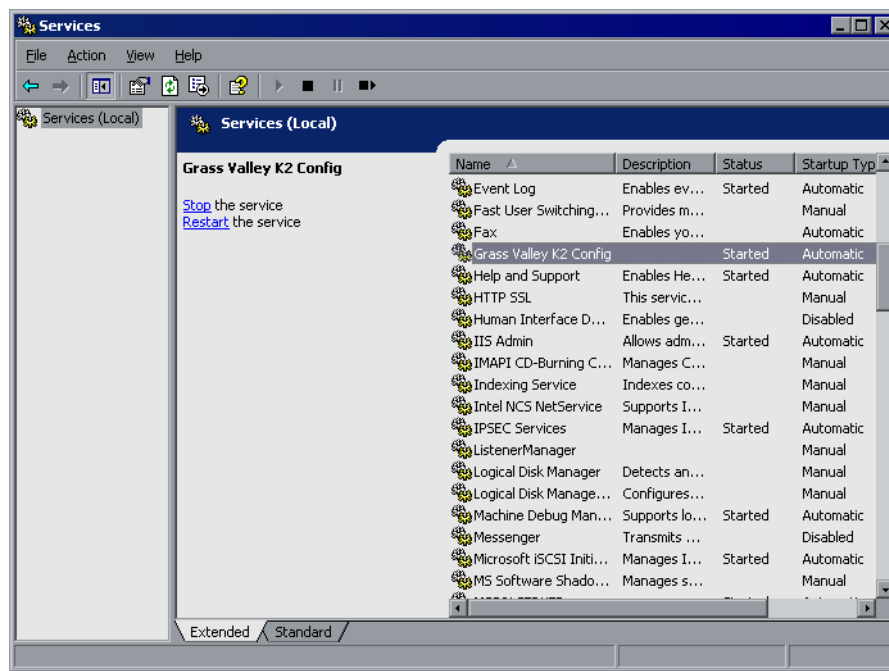 Services
File Action View Help
Services (Local)
Services (Local)
Grass Valley K2 Config
Stop the service
Restart the service
Name Description Status Startup Typ
Event Log Enables ev... Started Automatic
Fast User Switching... Provides m... Manual
Fax Enables yo... Automatic
Grass Valley K2 Config Started Automatic
Help and Support Enables He... Started Automatic
HTTP SSL This servic... Manual
Human Interface D... Enables ge... Disabled
IIS Admin Allows adm... Started Automatic
IMAPI CD-Burning C... Manages C... Manual
Indexing Service Indexes co... Manual
Intel NCS NetService Supports I... Manual
IPSEC Services Manages I... Started Automatic
ListenerManager Manual
Logical Disk Manager Detects an... Manual
Logical Disk Manage... Configures... Manual
Machine Debug Man... Supports lo... Started Automatic
Messenger Transmits ... Disabled
Microsoft iSCSI Initi... Manages I... Started Automatic
MS Software Shado... Manages s... Manual
Extended Standard